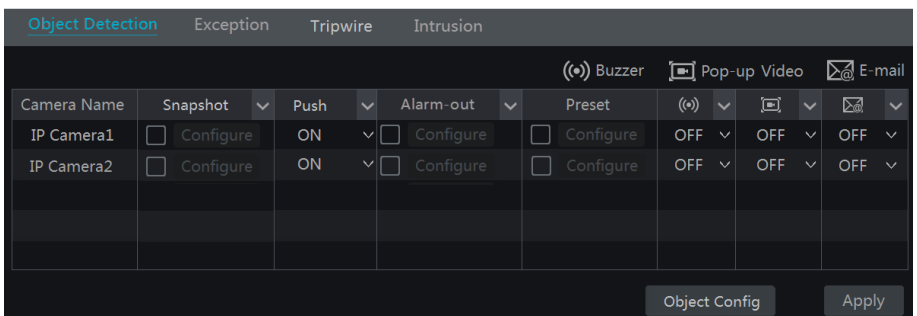 Object Detection Exception Tripwire Intrusion
Buzzer Pop-up Video E-mail
Camera Name Snapshot Push Alarm-out Preset
IP Camera1 Configure ON Configure Configure OFF OFF OFF
IP Camera2 Configure ON Configure Configure OFF OFF OFF
Object Config Apply